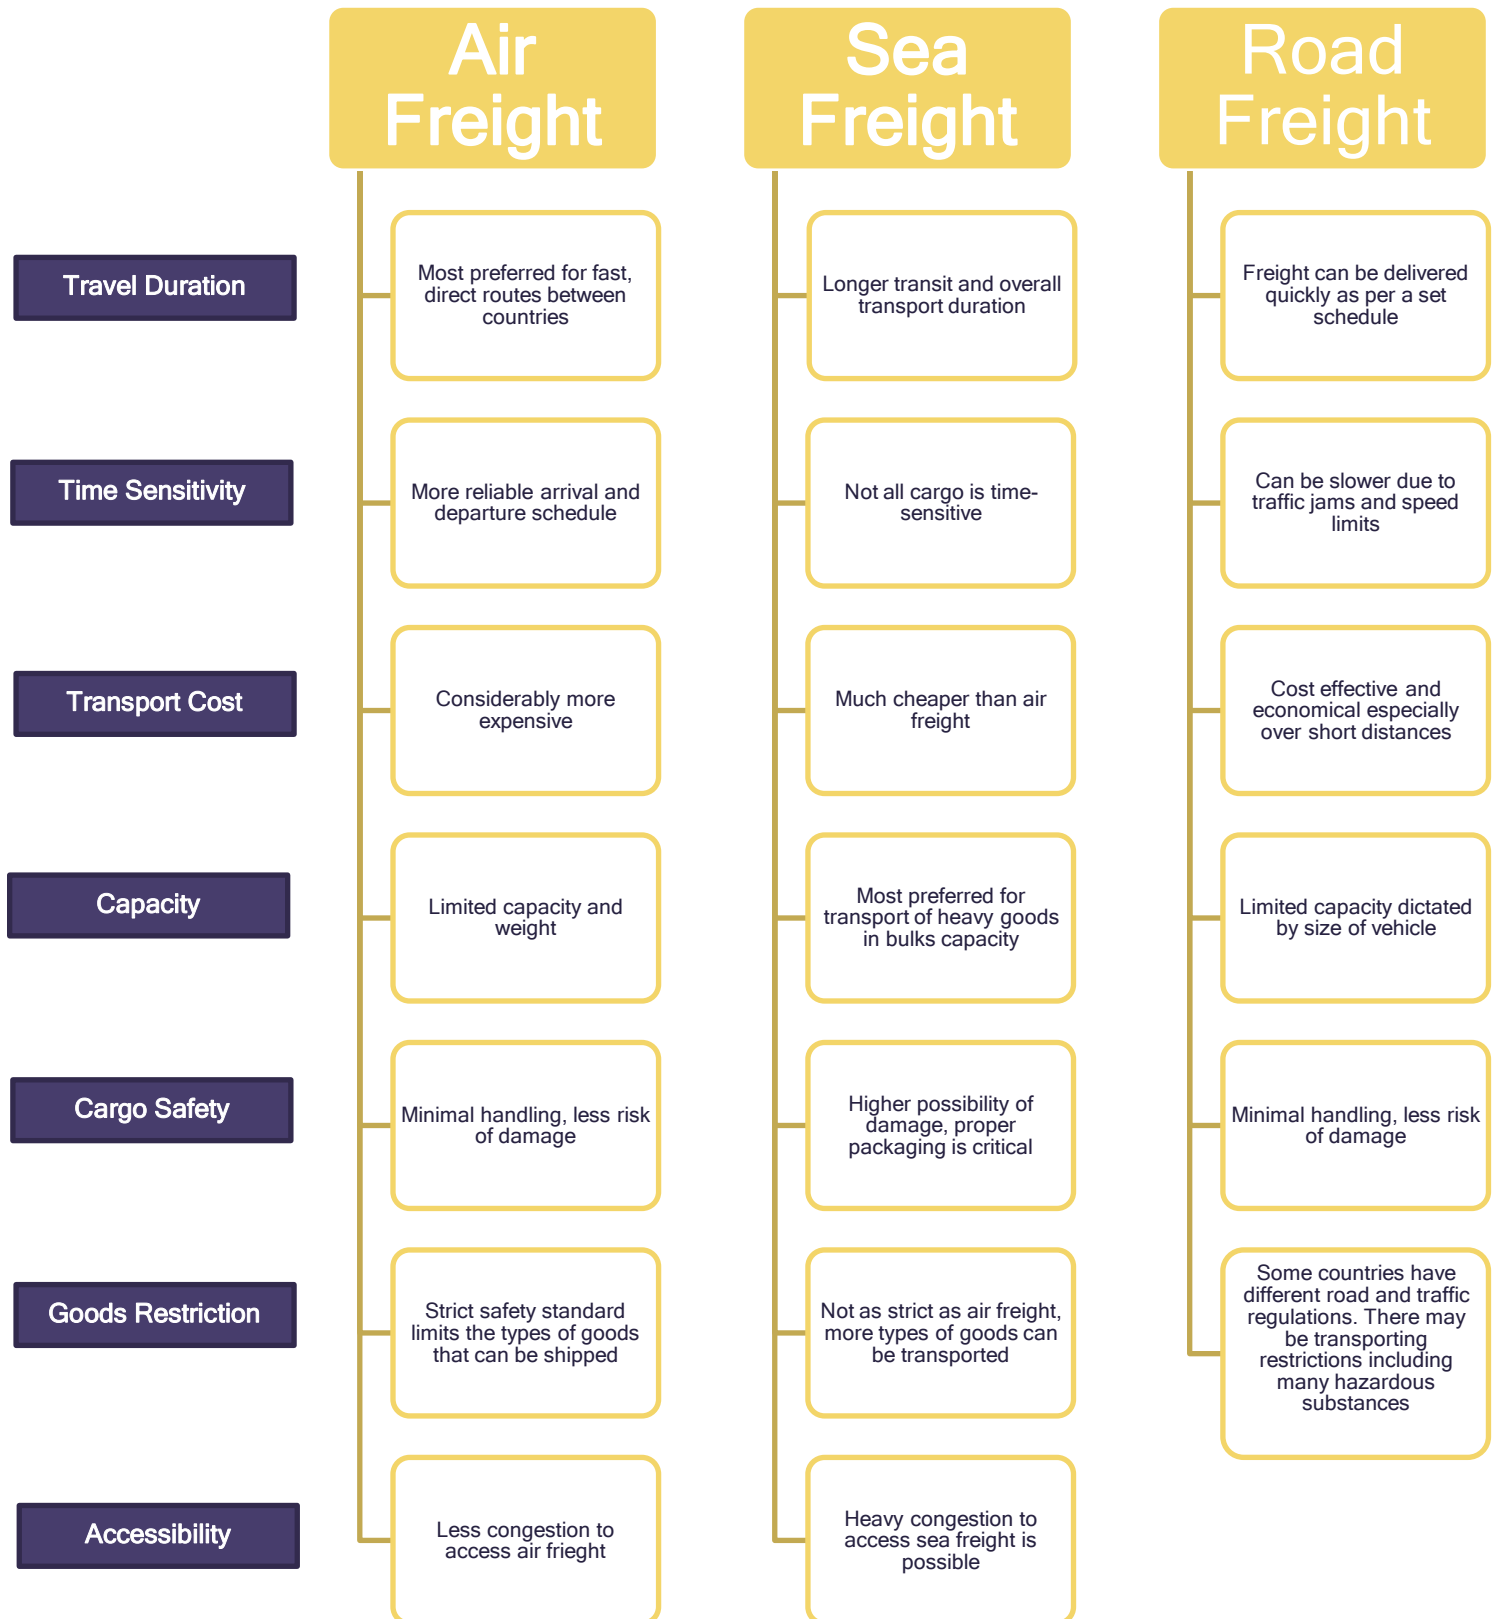 Air
Freight
Sea
Freight
Road
Freight
Travel Duration
Most preferred for fast,
direct routes between
countries
Longer transit and overall
transport duration
Freight can be delivered
quickly as per a set
schedule
Time Sensitivity
More reliable arrival and
departure schedule
Not all cargo is time-
sensitive
Can be slower due to
traffic jams and speed
limits
Transport Cost
Considerably more
expensive
Much cheaper than air
freight
Cost effective and
economical especially
over short distances
Capacity
Limited capacity and
weight
Most preferred for
transport of heavy goods
in bulks capacity
Limited capacity dictated
by size of vehicle
Cargo Safety
Minimal handling, less risk
of damage
Higher possibility of
damage, proper
packaging is critical
Minimal handling, less risk
of damage
Goods Restriction
Strict safety standard
limits the types of goods
that can be shipped
Not as strict as air freight,
more types of goods can
be transported
Some countries have
different road and traffic
regulations. There may
be transporting
restrictions including
many hazardous
substances
Accessibility
Less congestion to
access air frieght
Heavy congestion to
access sea freight is
possible